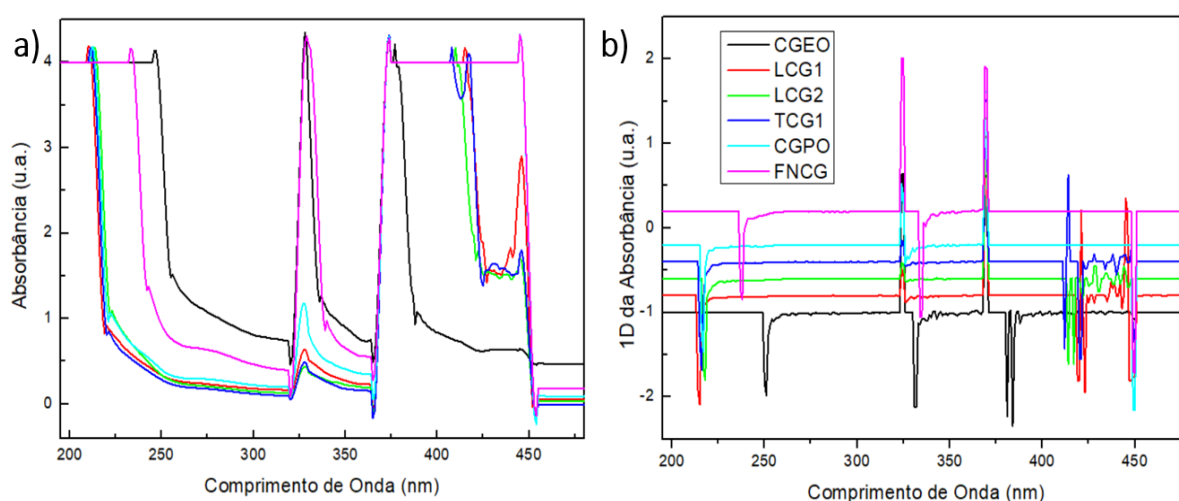 a)
Absorbância (u.a.)
4
3
2
1
0
200 250 300 350 400 450
Comprimento de Onda (nm)
b)
1D da Absorbância (u.a.)
2
1
0
-1
-2
CGEO
LCG1
LCG2
TCG1
CGPO
FNCG
200 250 300 350 400 450
Comprimento de Onda (nm)